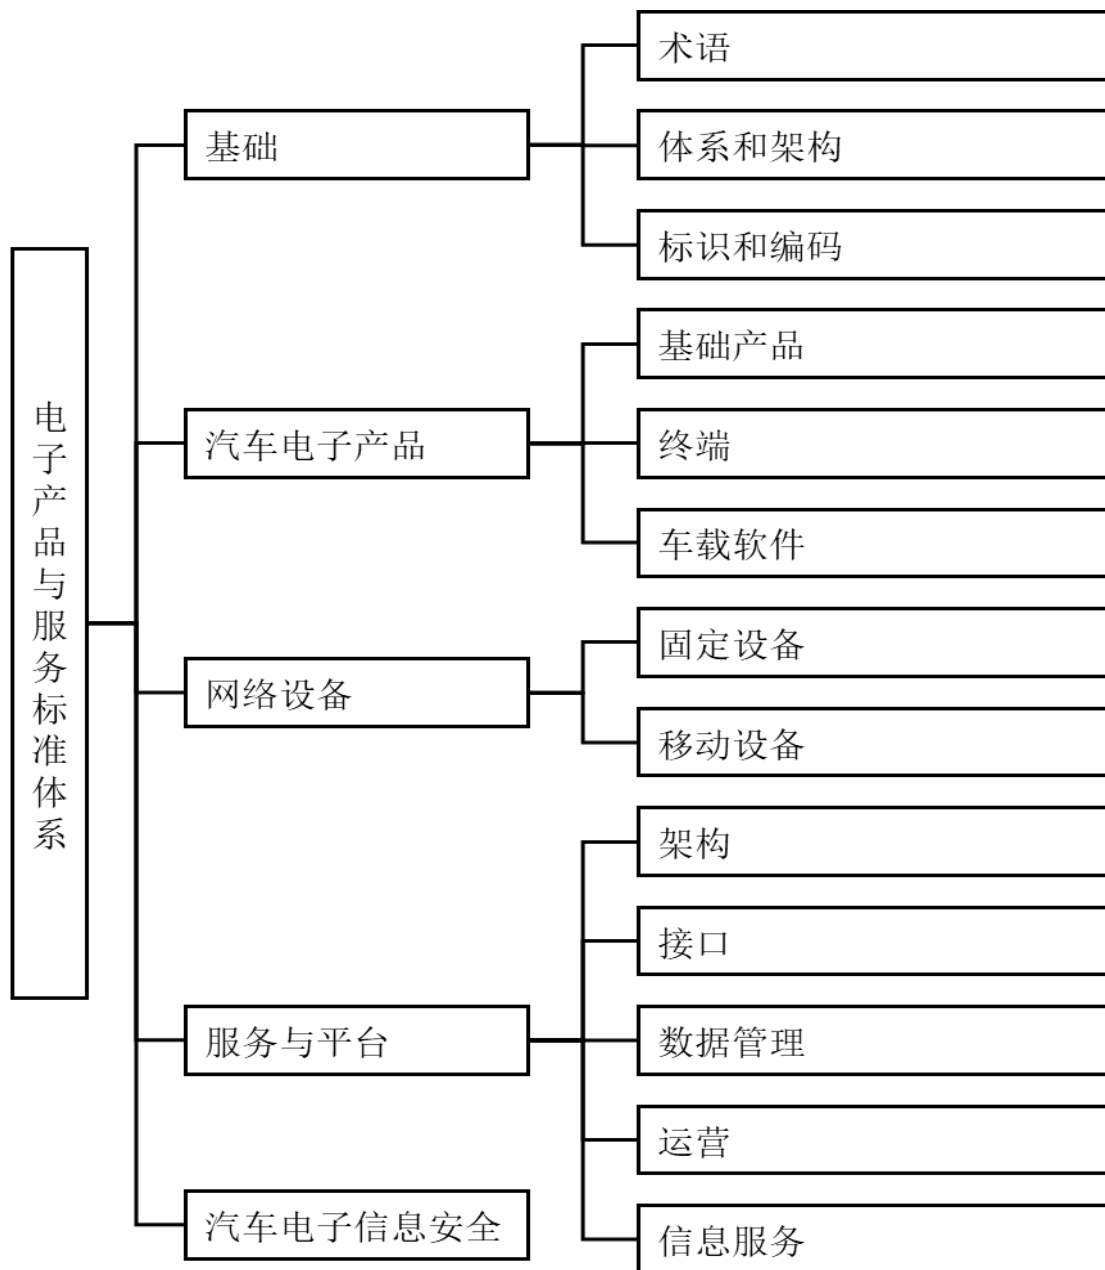 电子产品与服务标准体系
基础
术语
体系和架构
标识和编码
汽车电子产品
基础产品
终端
车载软件
网络设备
固定设备
移动设备
服务与平台
架构
接口
数据管理
运营
信息服务
汽车电子信息安全